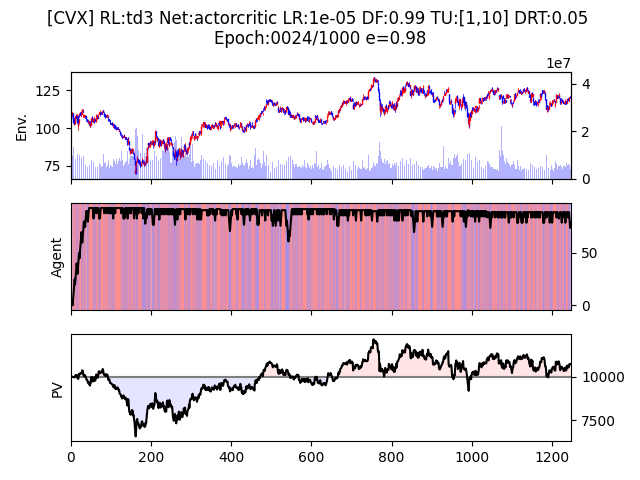 [CVX] RL:td3 Net:actorcritic LR:1e-05 DF:0.99 TU:[1,10] DRT:0.05
Epoch:0024/1000 e=0.98
1e7
Env.
125
100
75
4
2
0
Agent
50
0
PV
10000
7500
0 200 400 600 800 1000 1200